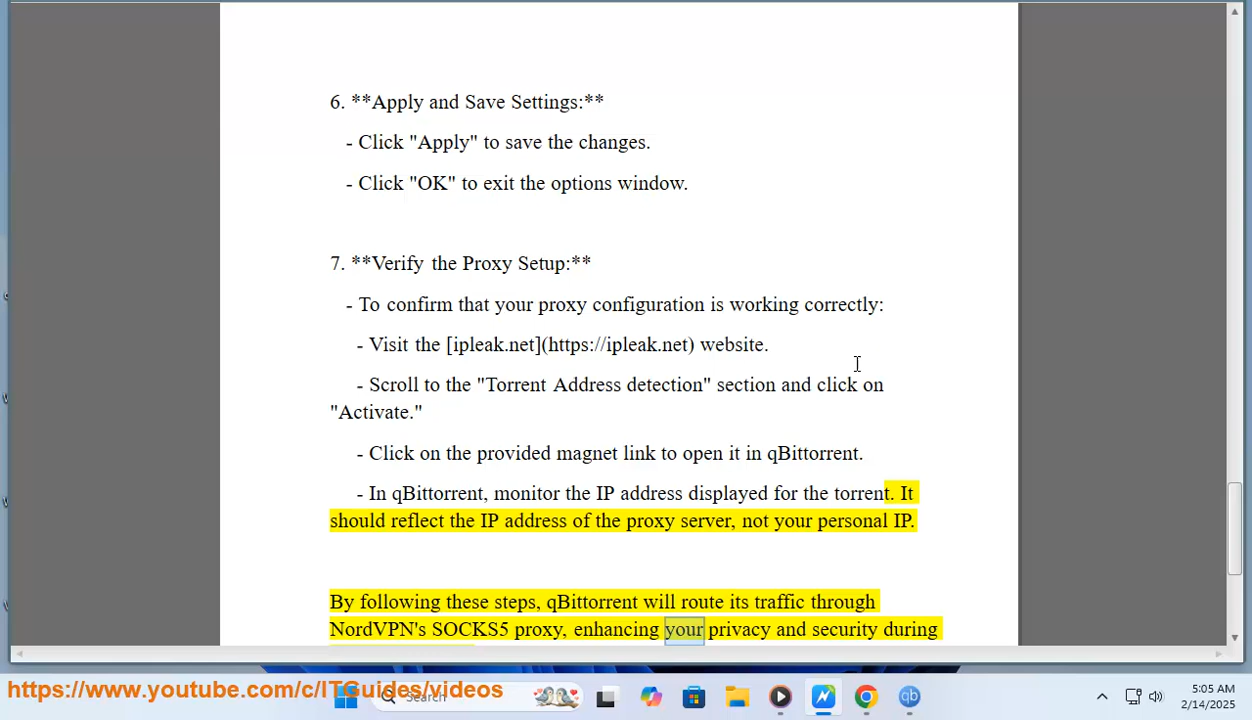 6. **Apply and Save Settings:**
- Click "Apply" to save the changes.
- Click "OK" to exit the options window.
7. **Verify the Proxy Setup:**
- To confirm that your proxy configuration is working correctly:
- Visit the [ipleak.net](https://ipleak.net) website.
- Scroll to the "Torrent Address detection" section and click on
"Activate."
- Click on the provided magnet link to open it in qBittorrent.
- In qBittorrent, monitor the IP address displayed for the torrent. It
should reflect the IP address of the proxy server, not your personal IP.
By following these steps, qBittorrent will route its traffic through
NordVPN's SOCKS5 proxy, enhancing your privacy and security during
https://www.youtube.com/c/ITGuides/videos
Search
qb
5:05 AM
2/14/2025